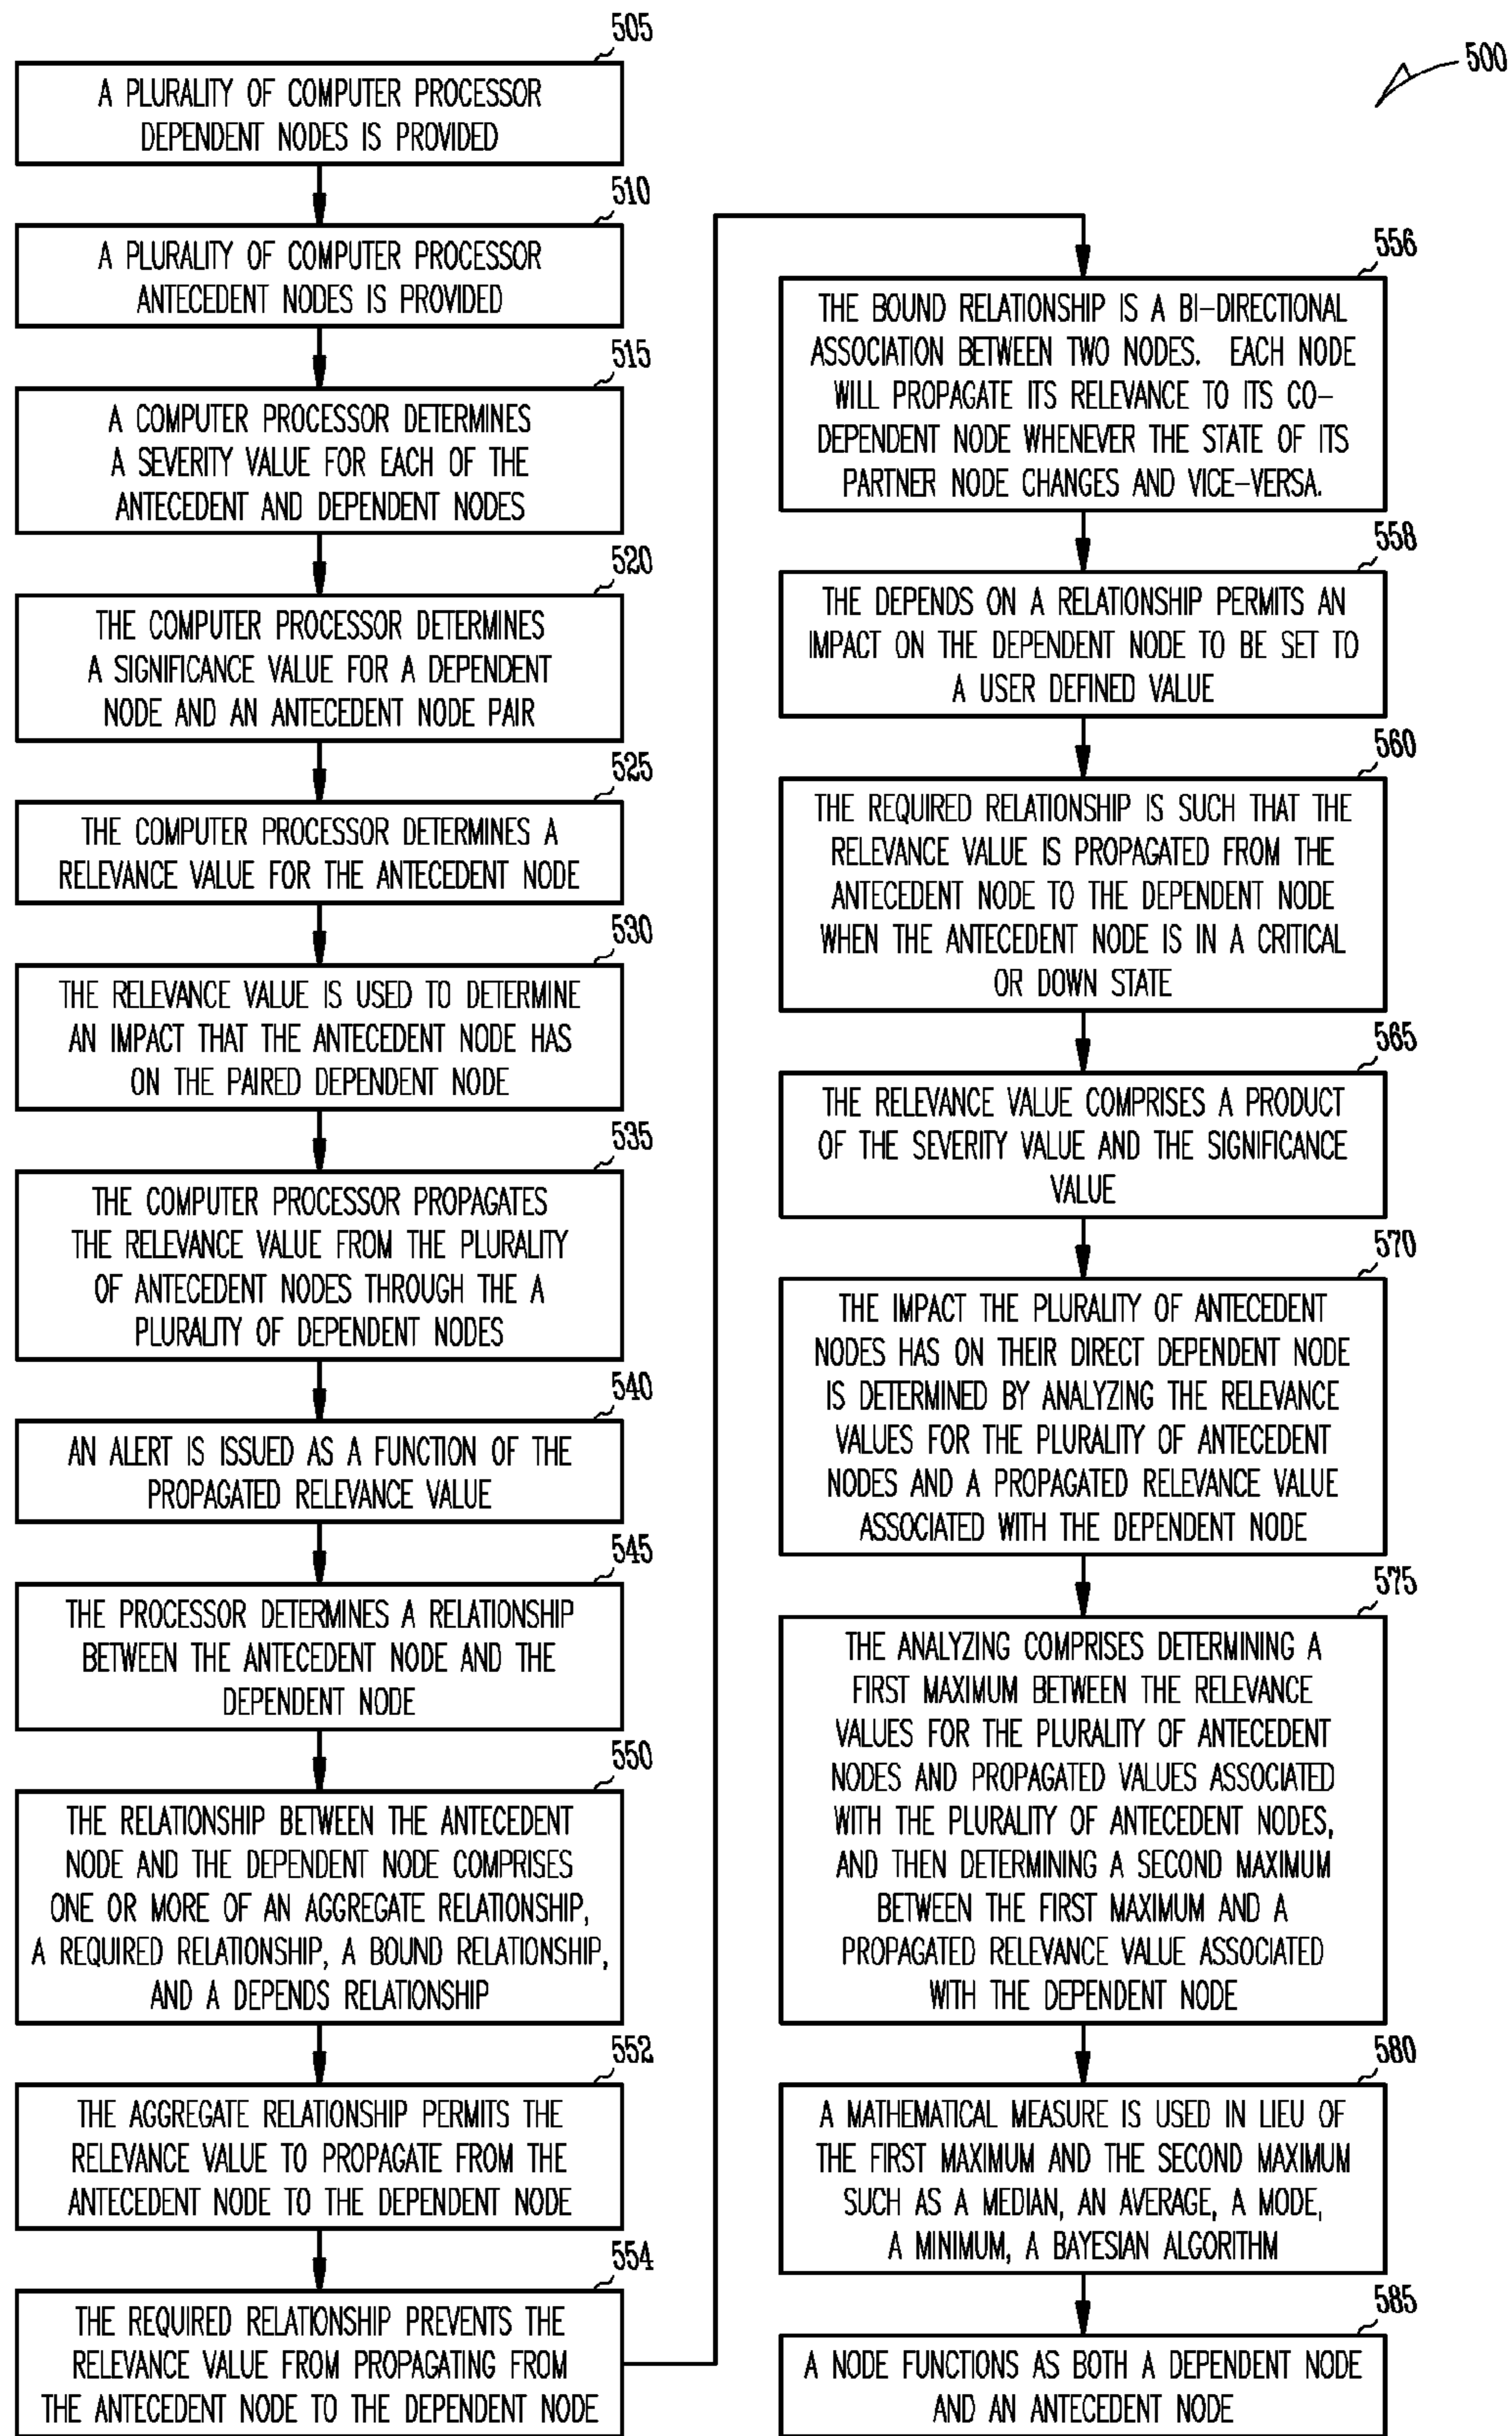 500
505
A PLURALITY OF COMPUTER PROCESSOR
DEPENDENT NODES IS PROVIDED
510
A PLURALITY OF COMPUTER PROCESSOR
ANTECEDENT NODES IS PROVIDED
515
A COMPUTER PROCESSOR DETERMINES
A SEVERITY VALUE FOR EACH OF THE
ANTECEDENT AND DEPENDENT NODES
520
THE COMPUTER PROCESSOR DETERMINES
A SIGNIFICANCE VALUE FOR A DEPENDENT
NODE AND AN ANTECEDENT NODE PAIR
525
THE COMPUTER PROCESSOR DETERMINES A
RELEVANCE VALUE FOR THE ANTECEDENT NODE
530
THE RELEVANCE VALUE IS USED TO DETERMINE
AN IMPACT THAT THE ANTECEDENT NODE HAS
ON THE PAIRED DEPENDENT NODE
535
THE COMPUTER PROCESSOR PROPAGATES
THE RELEVANCE VALUE FROM THE PLURALITY
OF ANTECEDENT NODES THROUGH THE A
PLURALITY OF DEPENDENT NODES
540
AN ALERT IS ISSUED AS A FUNCTION OF THE
PROPAGATED RELEVANCE VALUE
545
THE PROCESSOR DETERMINES A RELATIONSHIP
BETWEEN THE ANTECEDENT NODE AND THE
DEPENDENT NODE
550
THE RELATIONSHIP BETWEEN THE ANTECEDENT
NODE AND THE DEPENDENT NODE COMPRISES
ONE OR MORE OF AN AGGREGATE RELATIONSHIP,
A REQUIRED RELATIONSHIP, A BOUND RELATIONSHIP,
AND A DEPENDS RELATIONSHIP
552
THE AGGREGATE RELATIONSHIP PERMITS THE
RELEVANCE VALUE TO PROPAGATE FROM THE
ANTECEDENT NODE TO THE DEPENDENT NODE
554
THE REQUIRED RELATIONSHIP PREVENTS THE
RELEVANCE VALUE FROM PROPAGATING FROM
THE ANTECEDENT NODE TO THE DEPENDENT NODE
556
THE BOUND RELATIONSHIP IS A BI-DIRECTIONAL
ASSOCIATION BETWEEN TWO NODES. EACH NODE
WILL PROPAGATE ITS RELEVANCE TO ITS CO-
DEPENDENT NODE WHENEVER THE STATE OF ITS
PARTNER NODE CHANGES AND VICE-VERSA.
558
THE DEPENDS ON A RELATIONSHIP PERMITS AN
IMPACT ON THE DEPENDENT NODE TO BE SET TO
A USER DEFINED VALUE
560
THE REQUIRED RELATIONSHIP IS SUCH THAT THE
RELEVANCE VALUE IS PROPAGATED FROM THE
ANTECEDENT NODE TO THE DEPENDENT NODE
WHEN THE ANTECEDENT NODE IS IN A CRITICAL
OR DOWN STATE
565
THE RELEVANCE VALUE COMPRISES A PRODUCT
OF THE SEVERITY VALUE AND THE SIGNIFICANCE
VALUE
570
THE IMPACT THE PLURALITY OF ANTECEDENT
NODES HAS ON THEIR DIRECT DEPENDENT NODE
IS DETERMINED BY ANALYZING THE RELEVANCE
VALUES FOR THE PLURALITY OF ANTECEDENT
NODES AND A PROPAGATED RELEVANCE VALUE
ASSOCIATED WITH THE DEPENDENT NODE
575
THE ANALYZING COMPRISES DETERMINING A
FIRST MAXIMUM BETWEEN THE RELEVANCE
VALUES FOR THE PLURALITY OF ANTECEDENT
NODES AND PROPAGATED VALUES ASSOCIATED
WITH THE PLURALITY OF ANTECEDENT NODES,
AND THEN DETERMINING A SECOND MAXIMUM
BETWEEN THE FIRST MAXIMUM AND A
PROPAGATED RELEVANCE VALUE ASSOCIATED
WITH THE DEPENDENT NODE
580
A MATHEMATICAL MEASURE IS USED IN LIEU OF
THE FIRST MAXIMUM AND THE SECOND MAXIMUM
SUCH AS A MEDIAN, AN AVERAGE, A MODE,
A MINIMUM, A BAYESIAN ALGORITHM
585
A NODE FUNCTIONS AS BOTH A DEPENDENT NODE
AND AN ANTECEDENT NODE